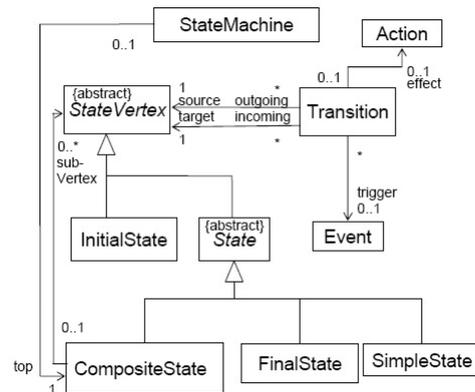 StateMachine
0..1
Action
0..1
0..1
effect
{abstract}
StateVertex
1
source
outgoing
*
target
incoming
1
*
Transition
0..*
sub-
Vertex
*
trigger
0..1
Event
InitialState
{abstract}
State
0..1
top
1
CompositeState
FinalState
SimpleState